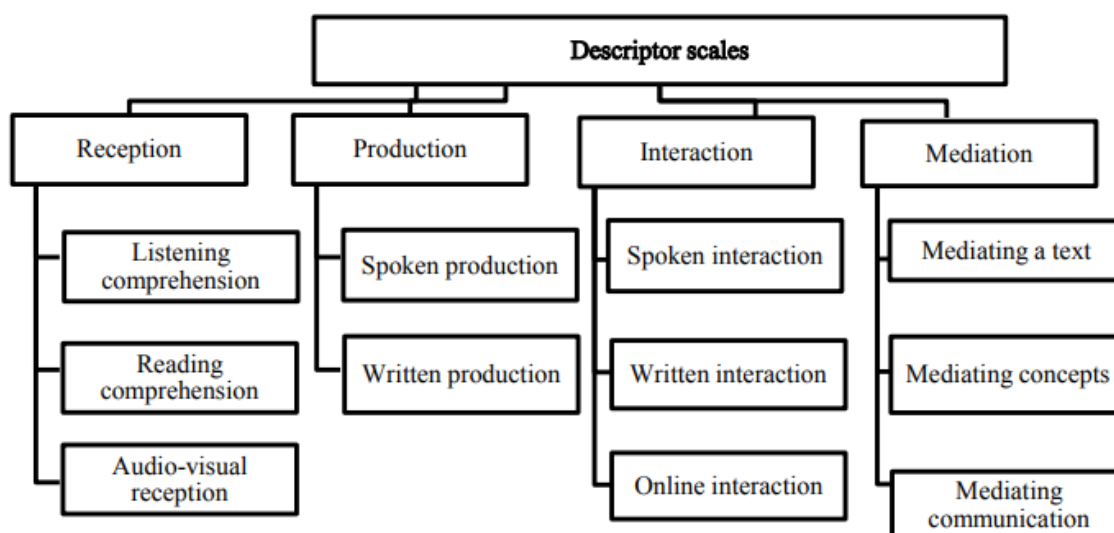 Descriptor scales
Reception
Production
Interaction
Mediation
Listening
comprehension
Reading
comprehension
Audio-visual
reception
Spoken production
Written production
Spoken interaction
Written interaction
Online interaction
Mediating a text
Mediating concepts
Mediating
communication